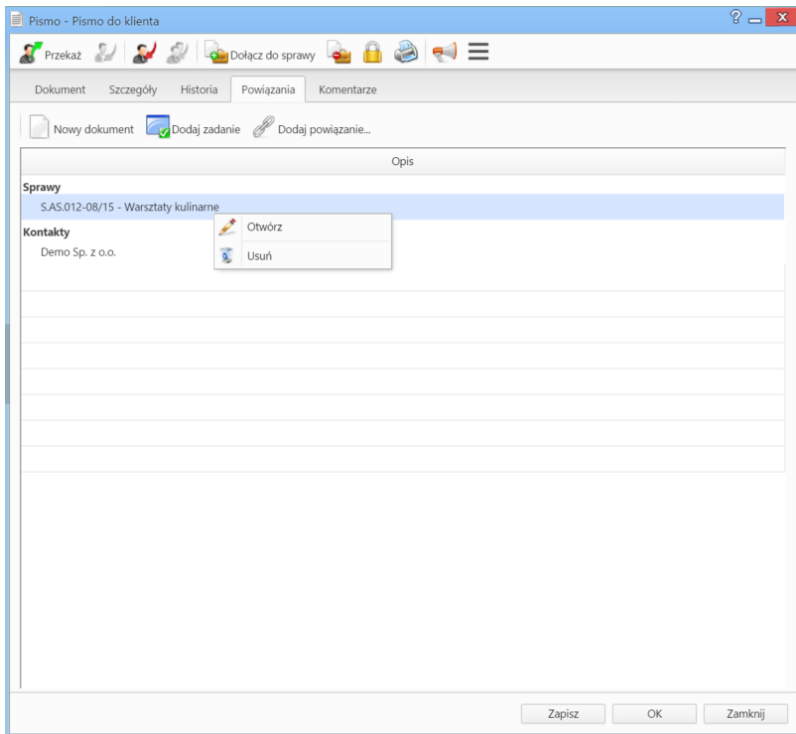 Pismo - Pismo do klienta
Przekaż Dołącz do sprawy
Dokument Szczegóły Historia Powiązania Komentarze
Nowy dokument Dodaj zadanie Dodaj powiązanie...
Opis
Sprawy
S.AS.012-08/15 - Warsztaty kulinarne
Otwórz
Kontakty
Demo Sp. z o.o.
Usuń
Zapisz OK Zamknij